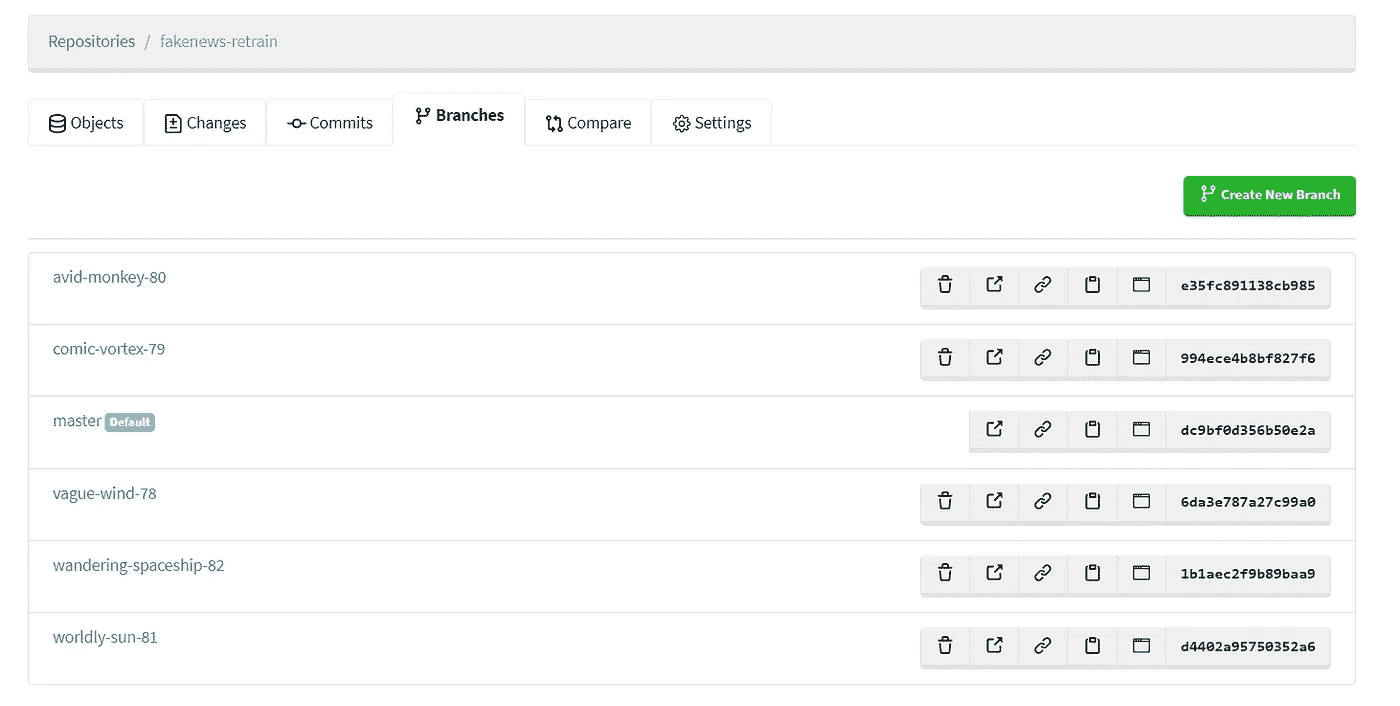 Repositories / fakenews-retrain
Objects Changes Commits Branches Compare Settings
Create New Branch
avid-monkey-80 e35fc891138cb985
comic-vortex-79 994ece4b8bf827f6
master Default dc9bf0d356b50e2a
vague-wind-78 6da3e787a27c99a0
wandering-spaceship-82 1b1aec2f9b89baa9
worldly-sun-81 d4402a95750352a6